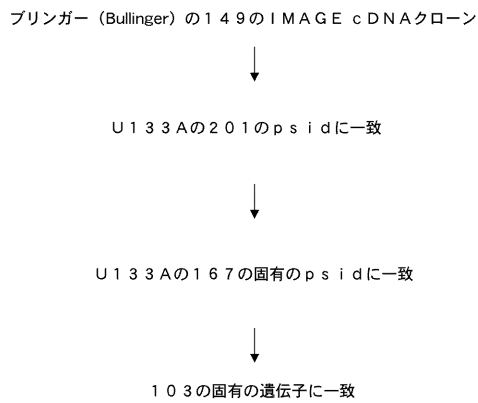 ブリンガー（Bullinger）の１４９のＩＭＡＧＥ ｃＤＮＡクローン
Ｕ１３３Ａの２０１のｐｓｉｄに一致
Ｕ１３３Ａの１６７の固有のｐｓｉｄに一致
１０３の固有の遺伝子に一致